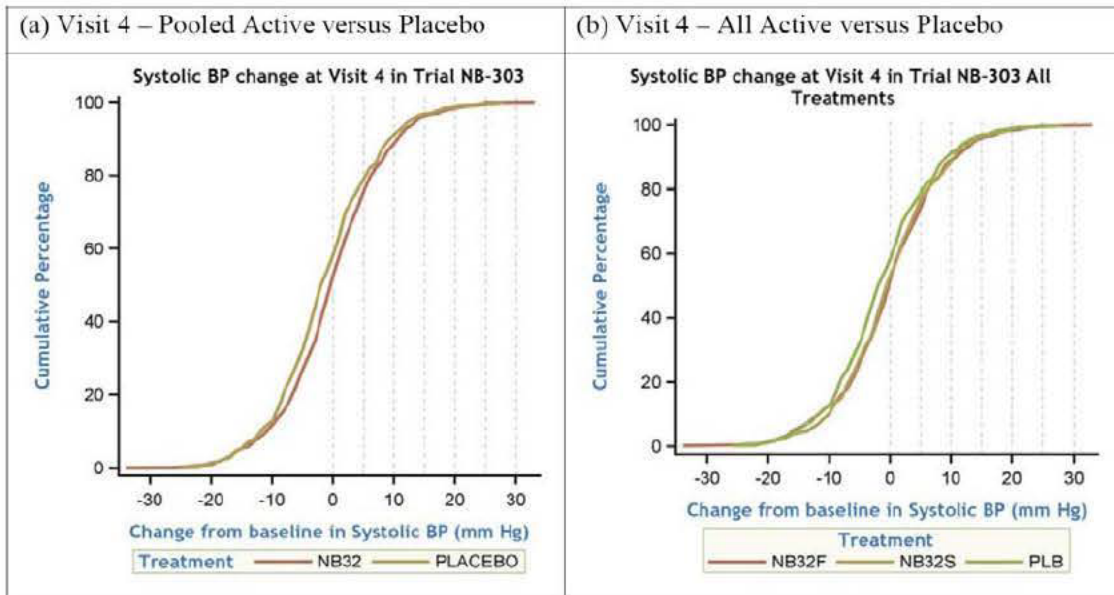 (a) Visit 4 – Pooled Active versus Placebo
Systolic BP change at Visit 4 in Trial NB-303
100
80
60
40
20
0
Cumulative Percentage
-30 -20 -10 0 10 20 30
Change from baseline in Systolic BP (mm Hg)
Treatment NB32 PLACEBO
(b) Visit 4 – All Active versus Placebo
Systolic BP change at Visit 4 in Trial NB-303 All
Treatments
100
80
60
40
20
0
Cumulative Percentage
-30 -20 -10 0 10 20 30
Change from baseline in Systolic BP (mm Hg)
Treatment
NB32F NB32S PLB